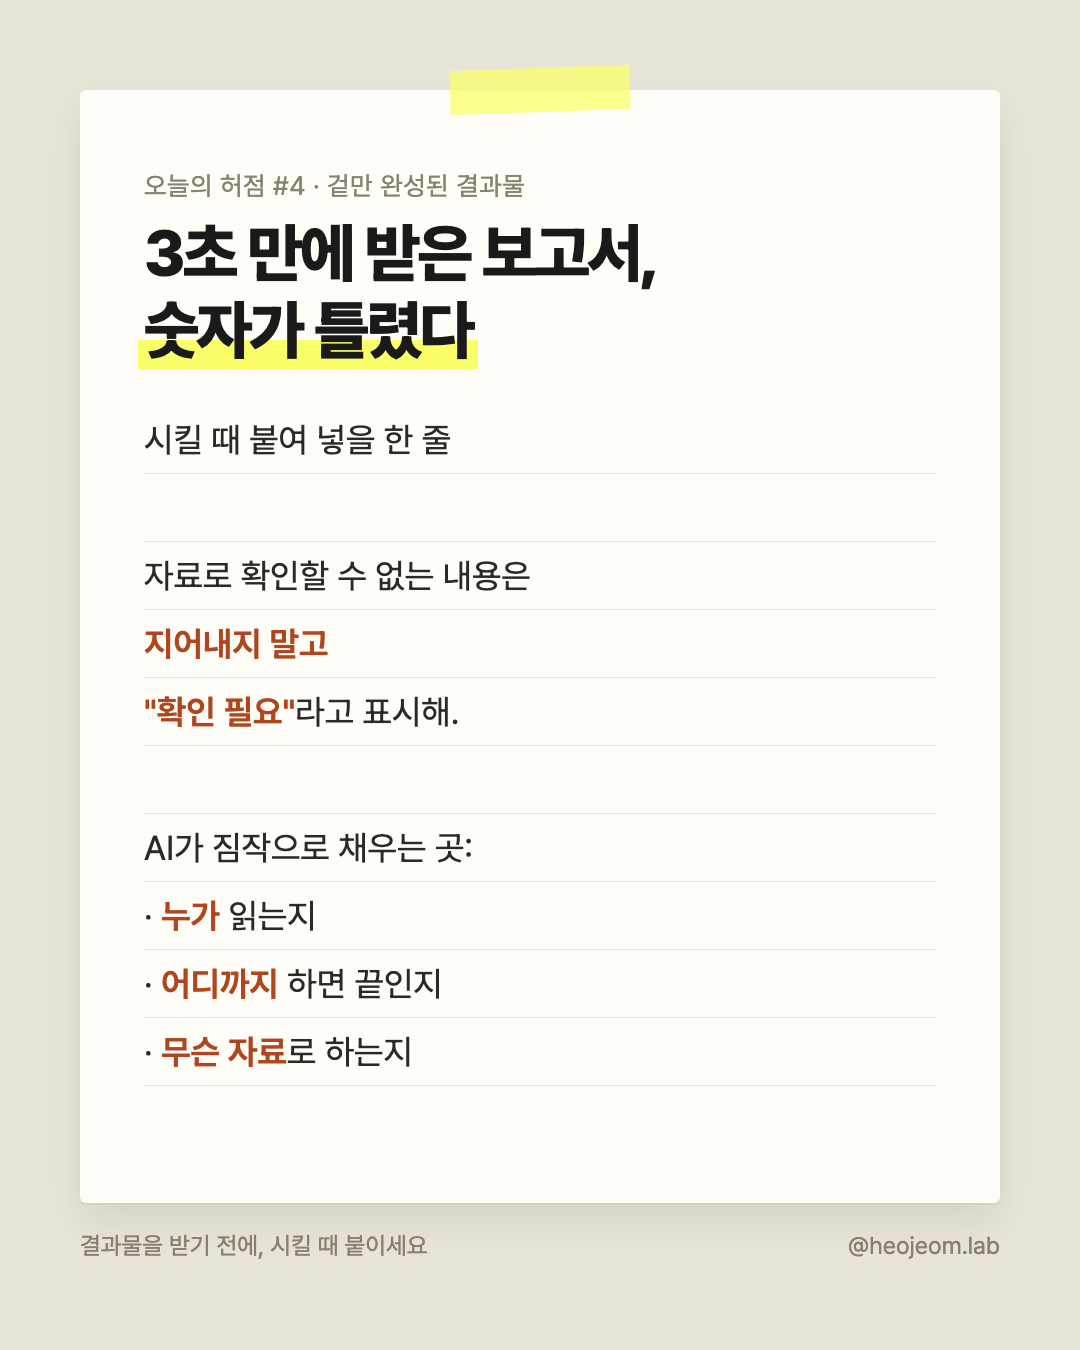 오늘의 허점 #4 · 겉만 완성된 결과물
3초 만에 받은 보고서,
숫자가 틀렸다
시킬 때 붙여 넣을 한 줄
자료로 확인할 수 없는 내용은
지어내지 말고
"확인 필요"라고 표시해.
AI가 짐작으로 채우는 곳:
· 누가 읽는지
· 어디까지 하면 끝인지
· 무슨 자료로 하는지
결과물을 받기 전에, 시킬 때 붙이세요
@heojeom.lab